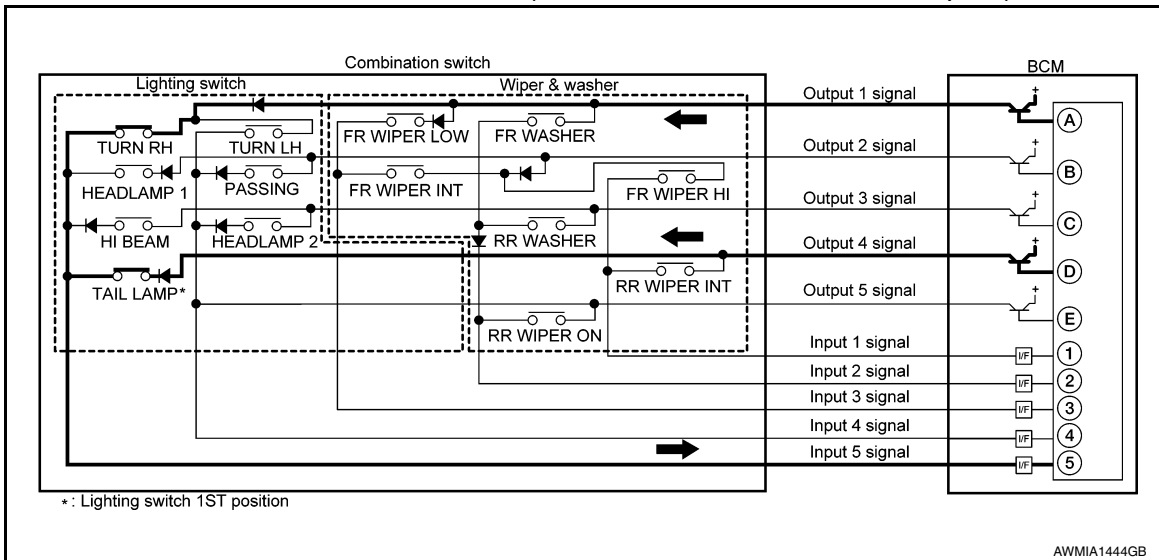 Combination switch
BCM
Lighting switch
Wiper & washer
Output 1 signal
+
A
TURN RH
TURN LH
FR WIPER LOW
FR WASHER
Output 2 signal
+
B
HEADLAMP 1
PASSING
FR WIPER INT
FR WIPER HI
Output 3 signal
+
C
HI BEAM
HEADLAMP 2
RR WASHER
Output 4 signal
+
D
TAIL LAMP*
RR WIPER INT
Output 5 signal
+
E
RR WIPER ON
Input 1 signal
I/F
1
Input 2 signal
I/F
2
Input 3 signal
I/F
3
Input 4 signal
I/F
4
Input 5 signal
I/F
5
* : Lighting switch 1ST position
AWMIA1444GB